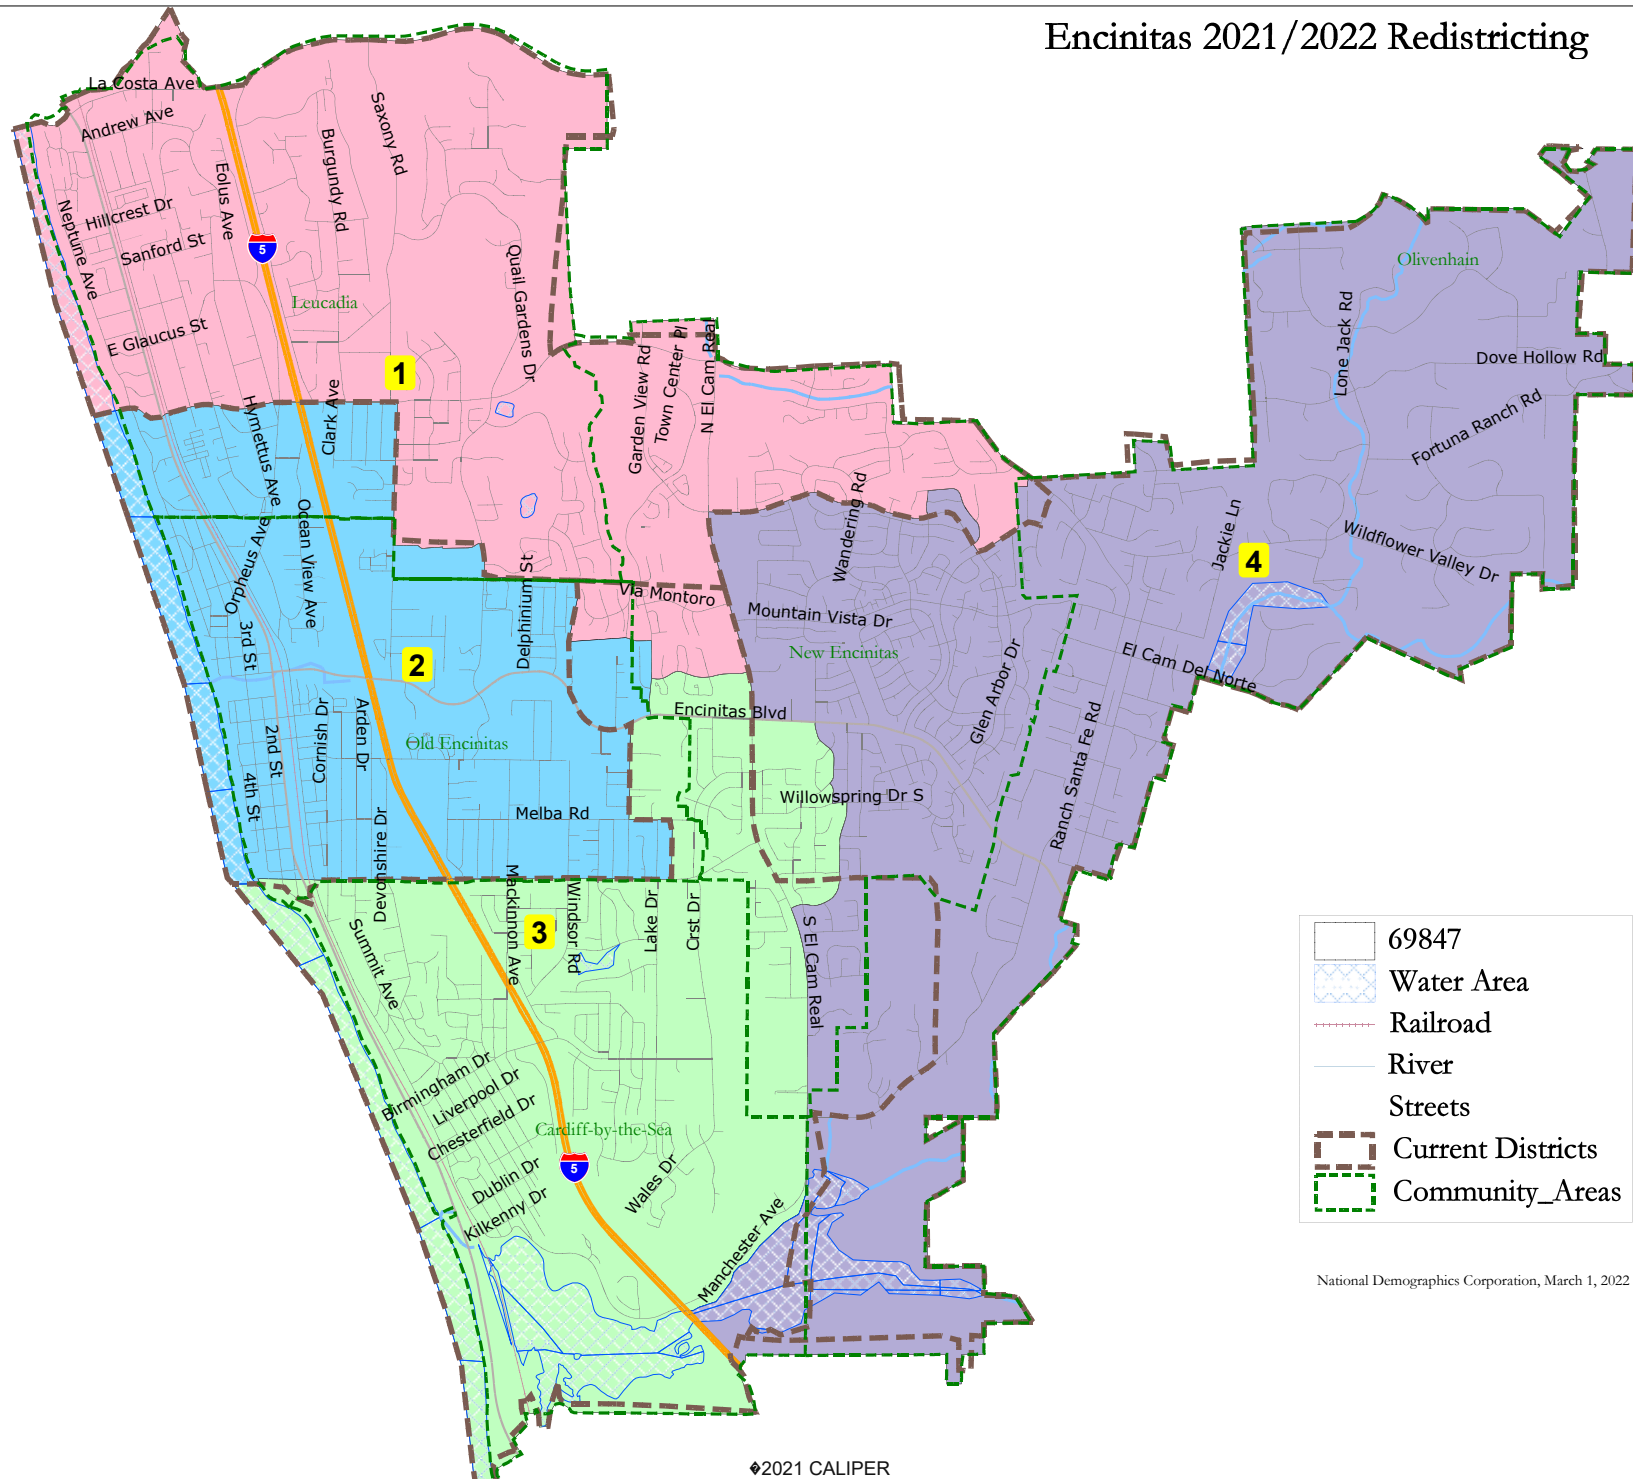 Encinitas 2021/2022 Redistricting
La Costa Ave
Andrew Ave
Saxony Rd
Burgundy Rd
Eolus Ave
Neptune Ave
Hillcrest Dr
Sanford St
5
Leucadia
Quail Gardens Dr
E Glaucus St
1
Garden View Rd
Town Center Pl
N El Cam Real
Olivenhain
Lone Jack Rd
Dove Hollow Rd
Fortuna Ranch Rd
Hymettus Ave
Clark Ave
Wandering Rd
Jackie Ln
Wildflower Valley Dr
4
Orpheus Ave
Ocean View Ave
Delphinium St
Via Montoro
Mountain Vista Dr
New Encinitas
3rd St
2
El Cam Del Norte
Glen Arbor Dr
Encinitas Blvd
2nd St
Cornish Dr
Arden Dr
Old Encinitas
Ranch Santa Fe Rd
4th St
Melba Rd
Willowspring Dr S
Devonshire Dr
Mackinnon Ave
Windsor Rd
Lake Dr
Crst Dr
3
Summit Ave
S El Cam Real
Birmingham Dr
Liverpool Dr
Chesterfield Dr
Cardiff-by-the-Sea
5
Dublin Dr
Kilkenny Dr
Wales Dr
Manchester Ave
69847
Water Area
Railroad
River
Streets
Current Districts
Community_Areas
National Demographics Corporation, March 1, 2022
�2021 CALIPER